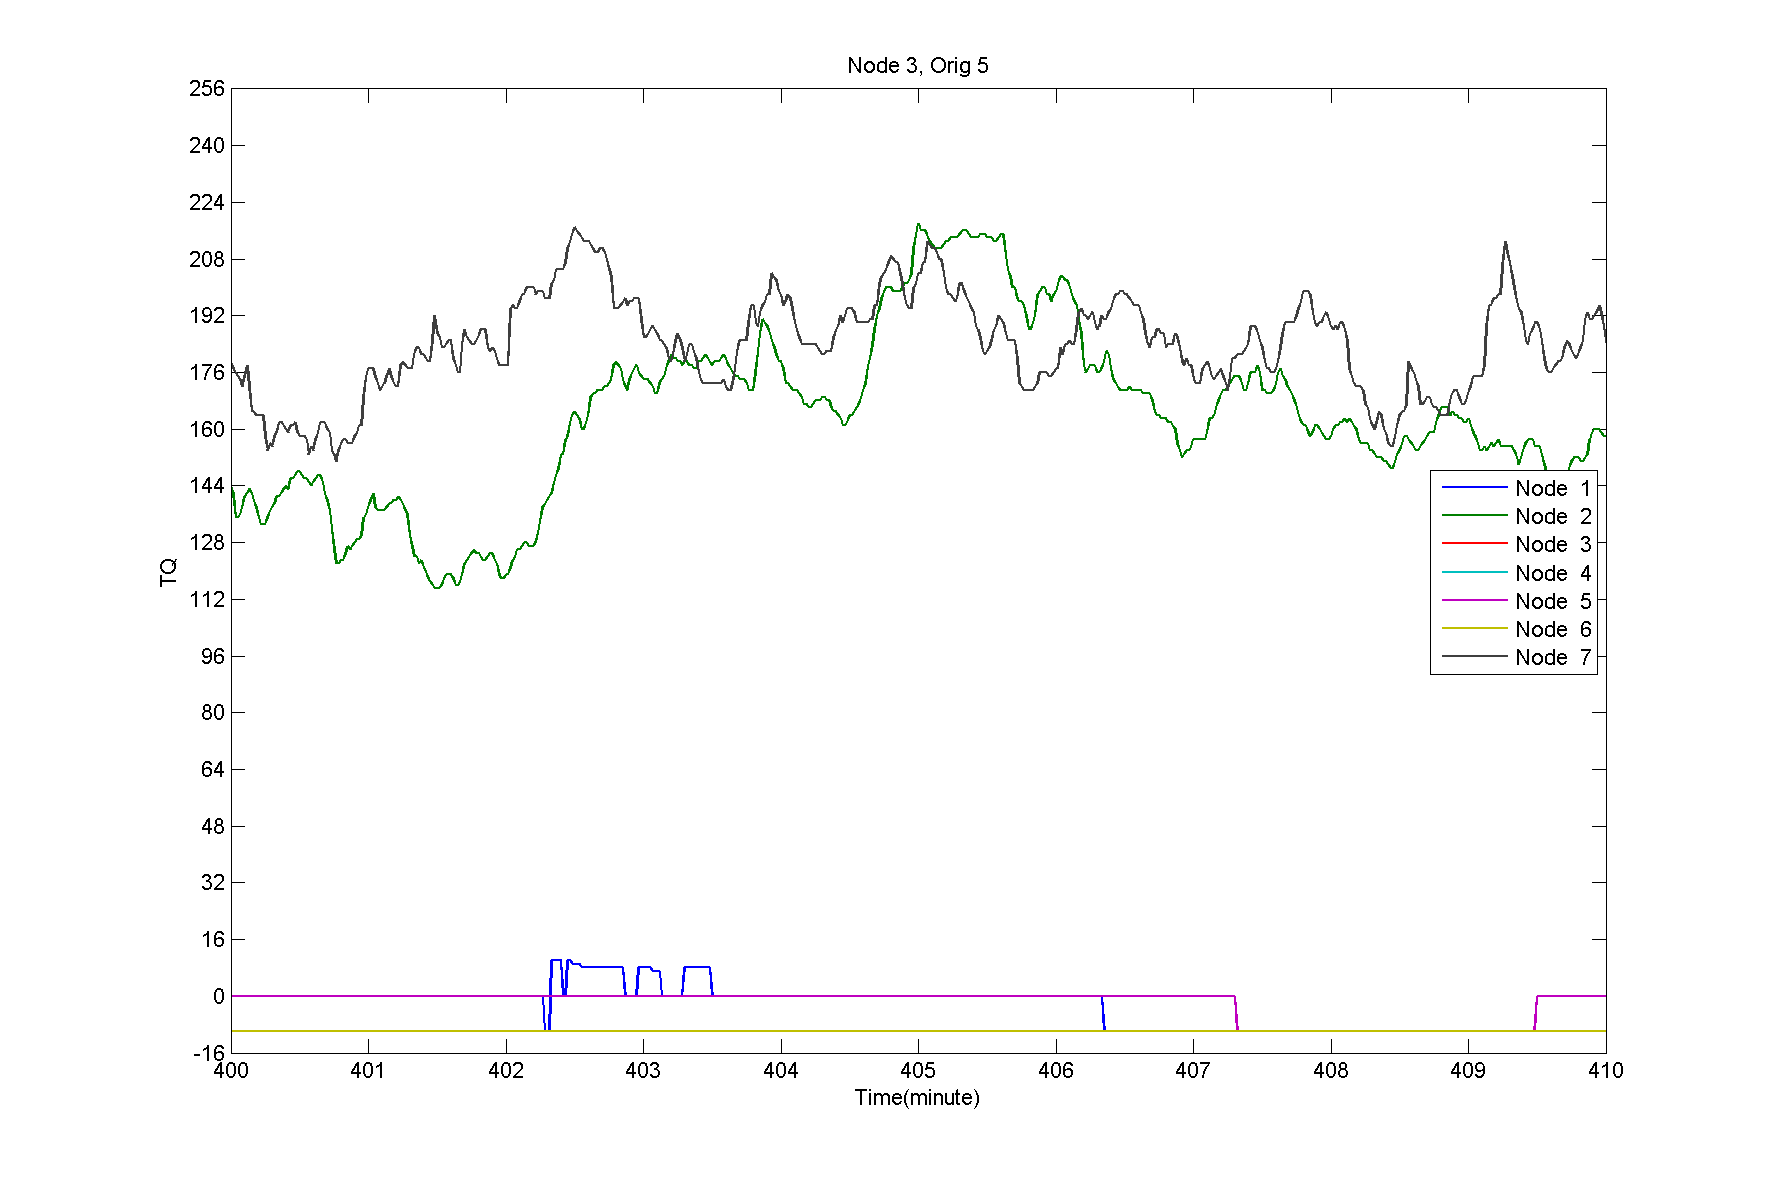 Node 3, Orig 5
256
240
224
208
192
176
160
144
128
112
96
80
64
48
32
16
0
-16
TQ
Node 1
Node 2
Node 3
Node 4
Node 5
Node 6
Node 7
400 401 402 403 404 405 406 407 408 409 410
Time(minute)